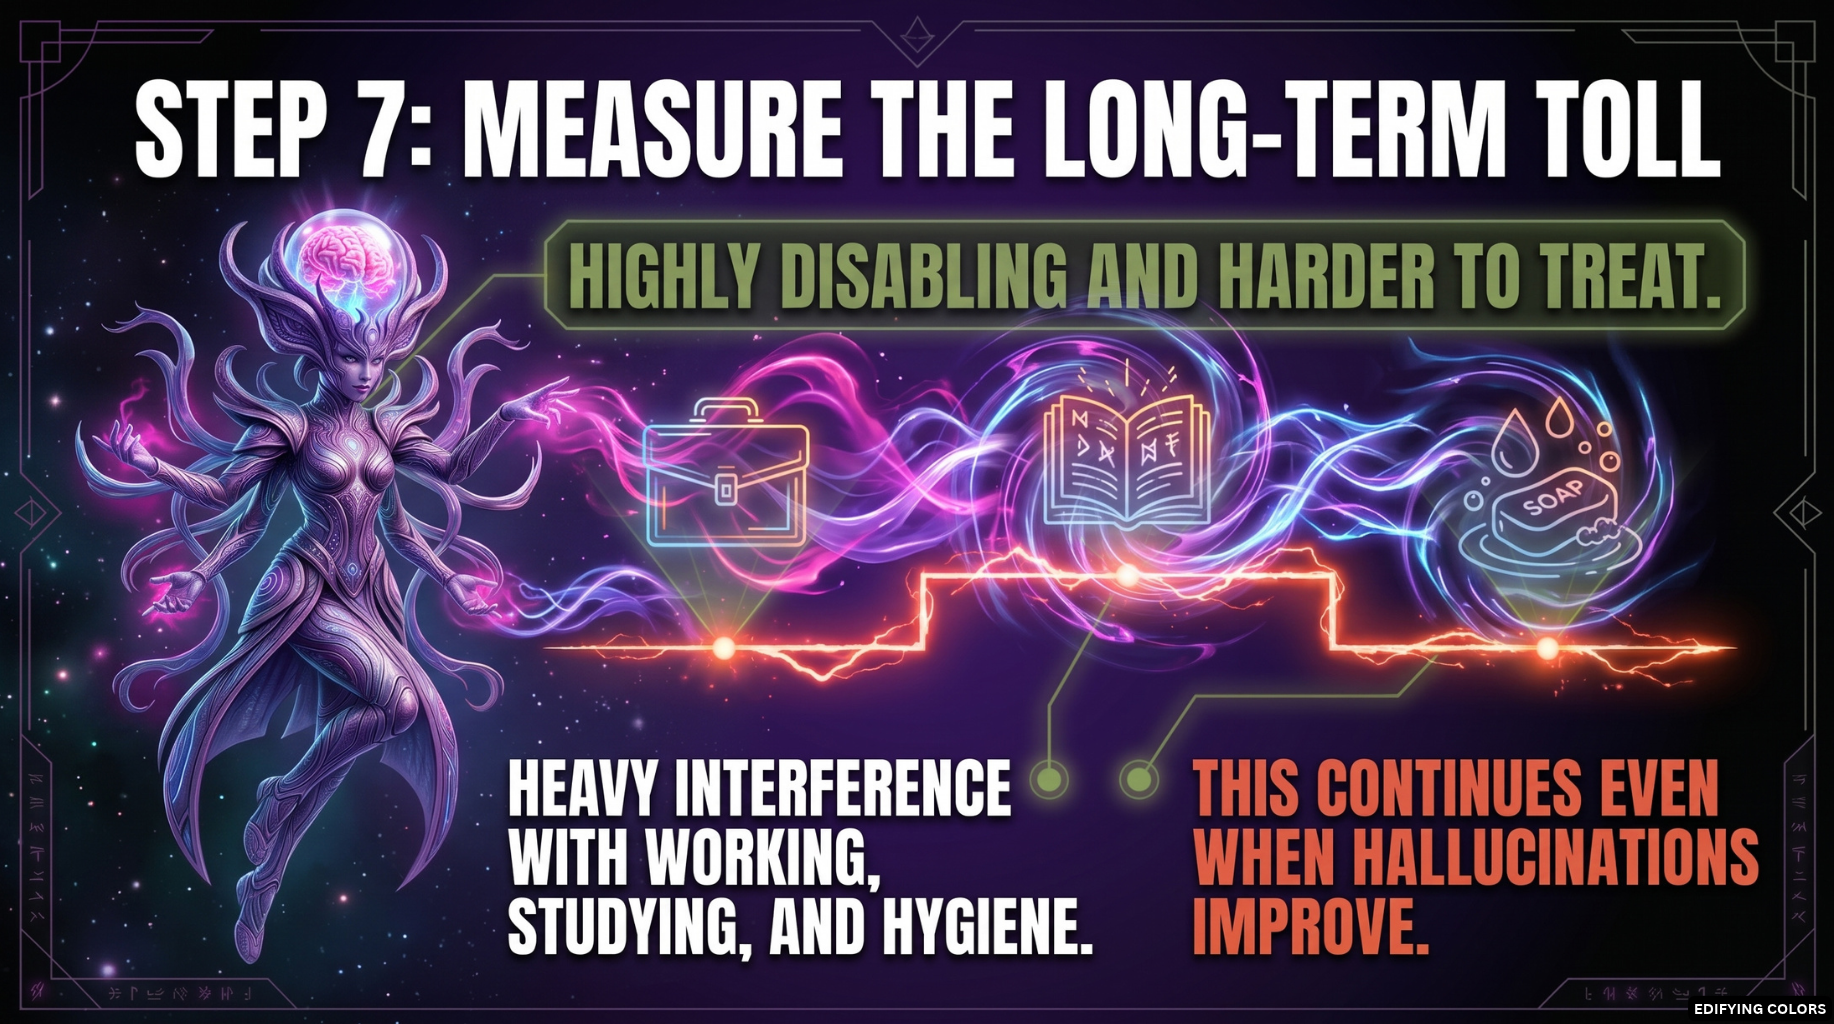 STEP 7: MEASURE THE LONG-TERM TOLL
HIGHLY DISABLING AND HARDER TO TREAT.
SOAP
HEAVY INTERFERENCE
WITH WORKING,
STUDYING, AND HYGIENE.
THIS CONTINUES EVEN
WHEN HALLUCINATIONS
IMPROVE.
EDIFYING COLORS